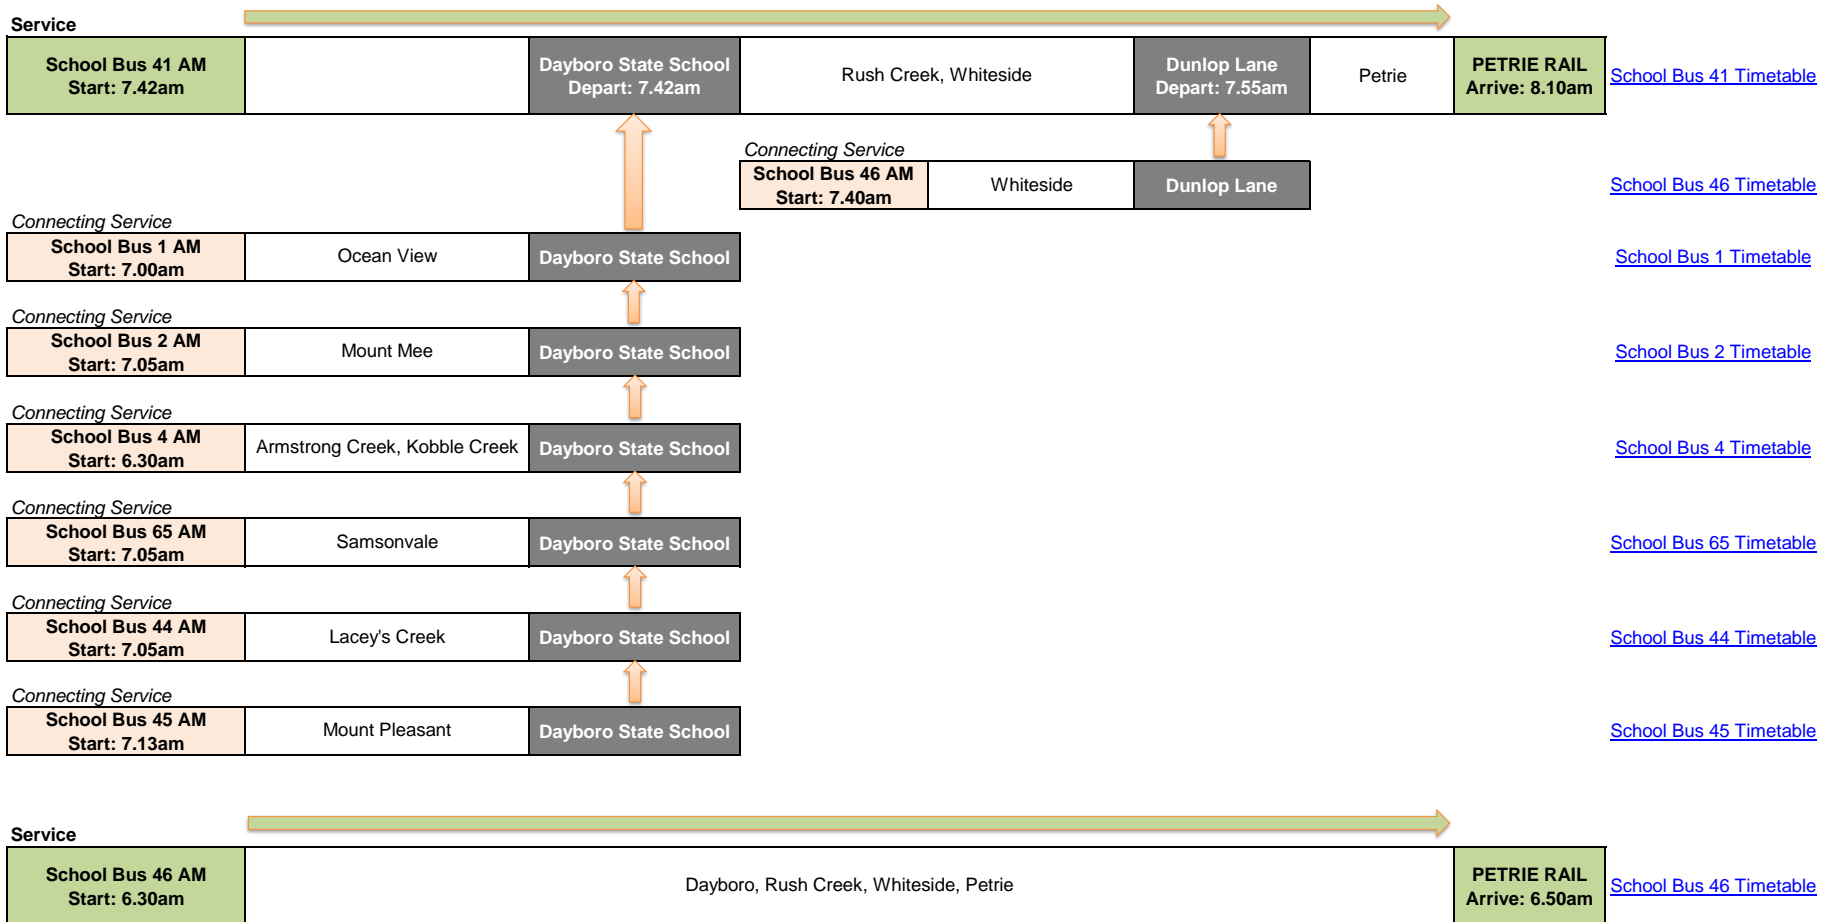 Service
School Bus 41 AM
Start: 7.42am
Dayboro State School
Depart: 7.42am
Rush Creek, Whiteside
Dunlop Lane
Depart: 7.55am
Petrie
PETRIE RAIL
Arrive: 8.10am
School Bus 41 Timetable
Connecting Service
School Bus 46 AM
Start: 7.40am
Whiteside
Dunlop Lane
School Bus 46 Timetable
Connecting Service
School Bus 1 AM
Start: 7.00am
Ocean View
Dayboro State School
School Bus 1 Timetable
Connecting Service
School Bus 2 AM
Start: 7.05am
Mount Mee
Dayboro State School
School Bus 2 Timetable
Connecting Service
School Bus 4 AM
Start: 6.30am
Armstrong Creek, Kobble Creek
Dayboro State School
School Bus 4 Timetable
Connecting Service
School Bus 65 AM
Start: 7.05am
Samsonvale
Dayboro State School
School Bus 65 Timetable
Connecting Service
School Bus 44 AM
Start: 7.05am
Lacey's Creek
Dayboro State School
School Bus 44 Timetable
Connecting Service
School Bus 45 AM
Start: 7.13am
Mount Pleasant
Dayboro State School
School Bus 45 Timetable
Service
School Bus 46 AM
Start: 6.30am
Dayboro, Rush Creek, Whiteside, Petrie
PETRIE RAIL
Arrive: 6.50am
School Bus 46 Timetable